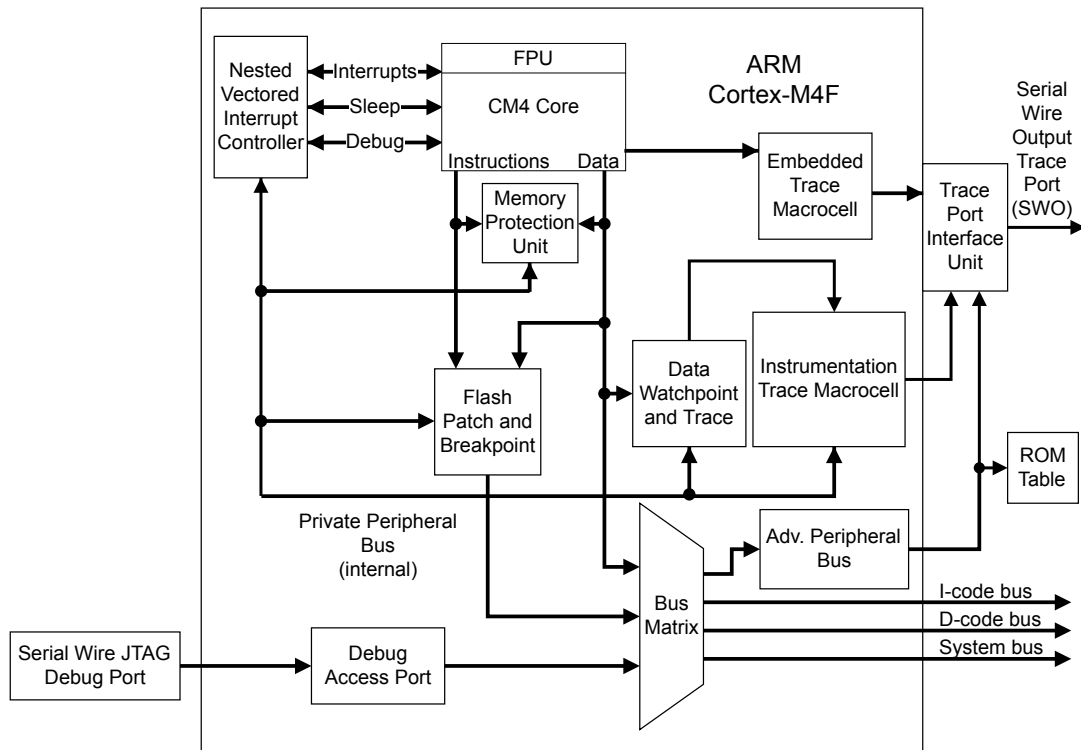 Nested
Vectored
Interrupt
Controller
Interrupts
Sleep
Debug
FPU
CM4 Core
Instructions
Data
ARM
Cortex-M4F
Embedded
Trace
Macrocell
Serial
Wire
Output
Trace
Port
(SWO)
Trace
Port
Interface
Unit
Memory
Protection
Unit
Flash
Patch and
Breakpoint
Data
Watchpoint
and Trace
Instrumentation
Trace Macrocell
ROM
Table
Private Peripheral
Bus
(internal)
Adv. Peripheral
Bus
Bus
Matrix
I-code bus
D-code bus
System bus
Serial Wire JTAG
Debug Port
Debug
Access Port